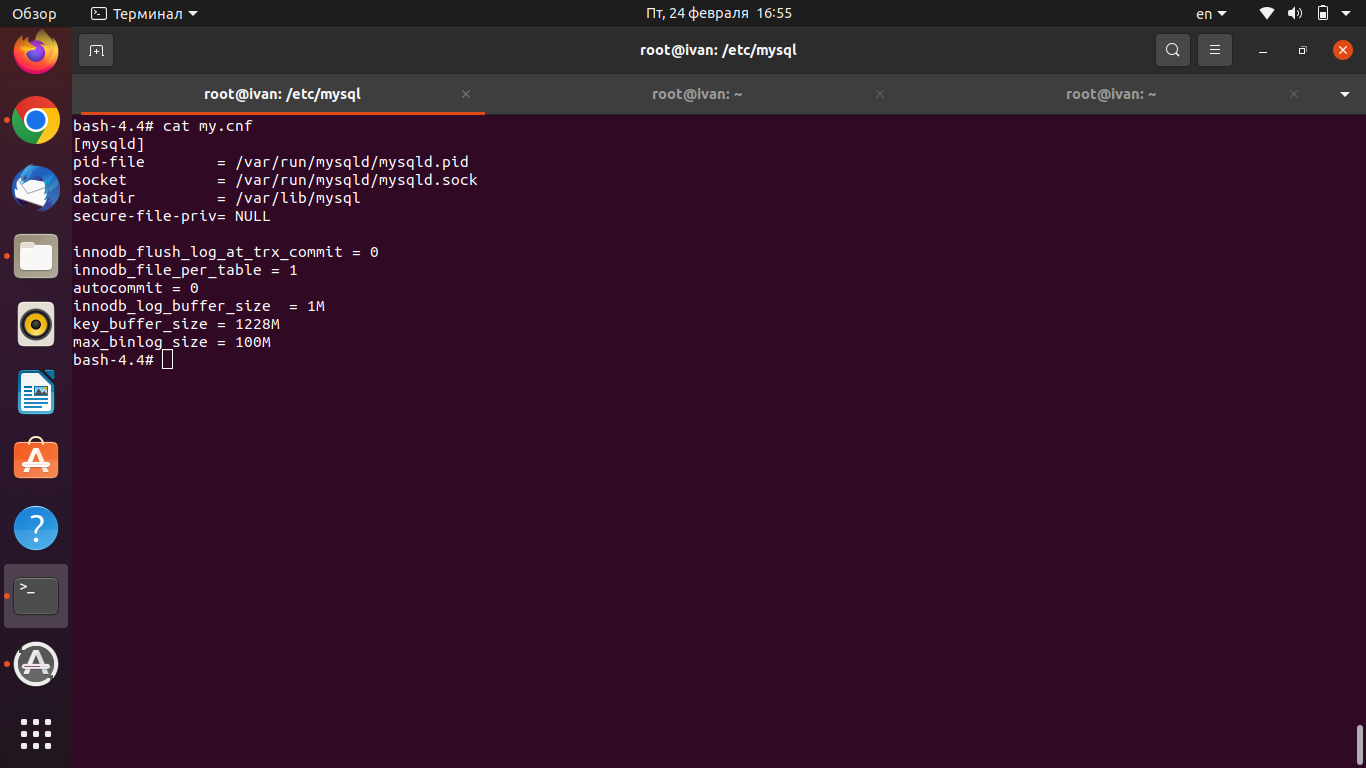 Обзор
Терминал
Пт, 24 февраля 16:55
en
root@ivan: /etc/mysql
root@ivan: /etc/mysql
root@ivan: ~
root@ivan: ~
bash-4.4# cat my.cnf
[mysqld]
pid-file        = /var/run/mysqld/mysqld.pid
socket          = /var/run/mysqld/mysqld.sock
datadir         = /var/lib/mysql
secure-file-priv= NULL

innodb_flush_log_at_trx_commit = 0
innodb_file_per_table = 1
autocommit = 0
innodb_log_buffer_size  = 1M
key_buffer_size = 1228M
max_binlog_size = 100M
bash-4.4#